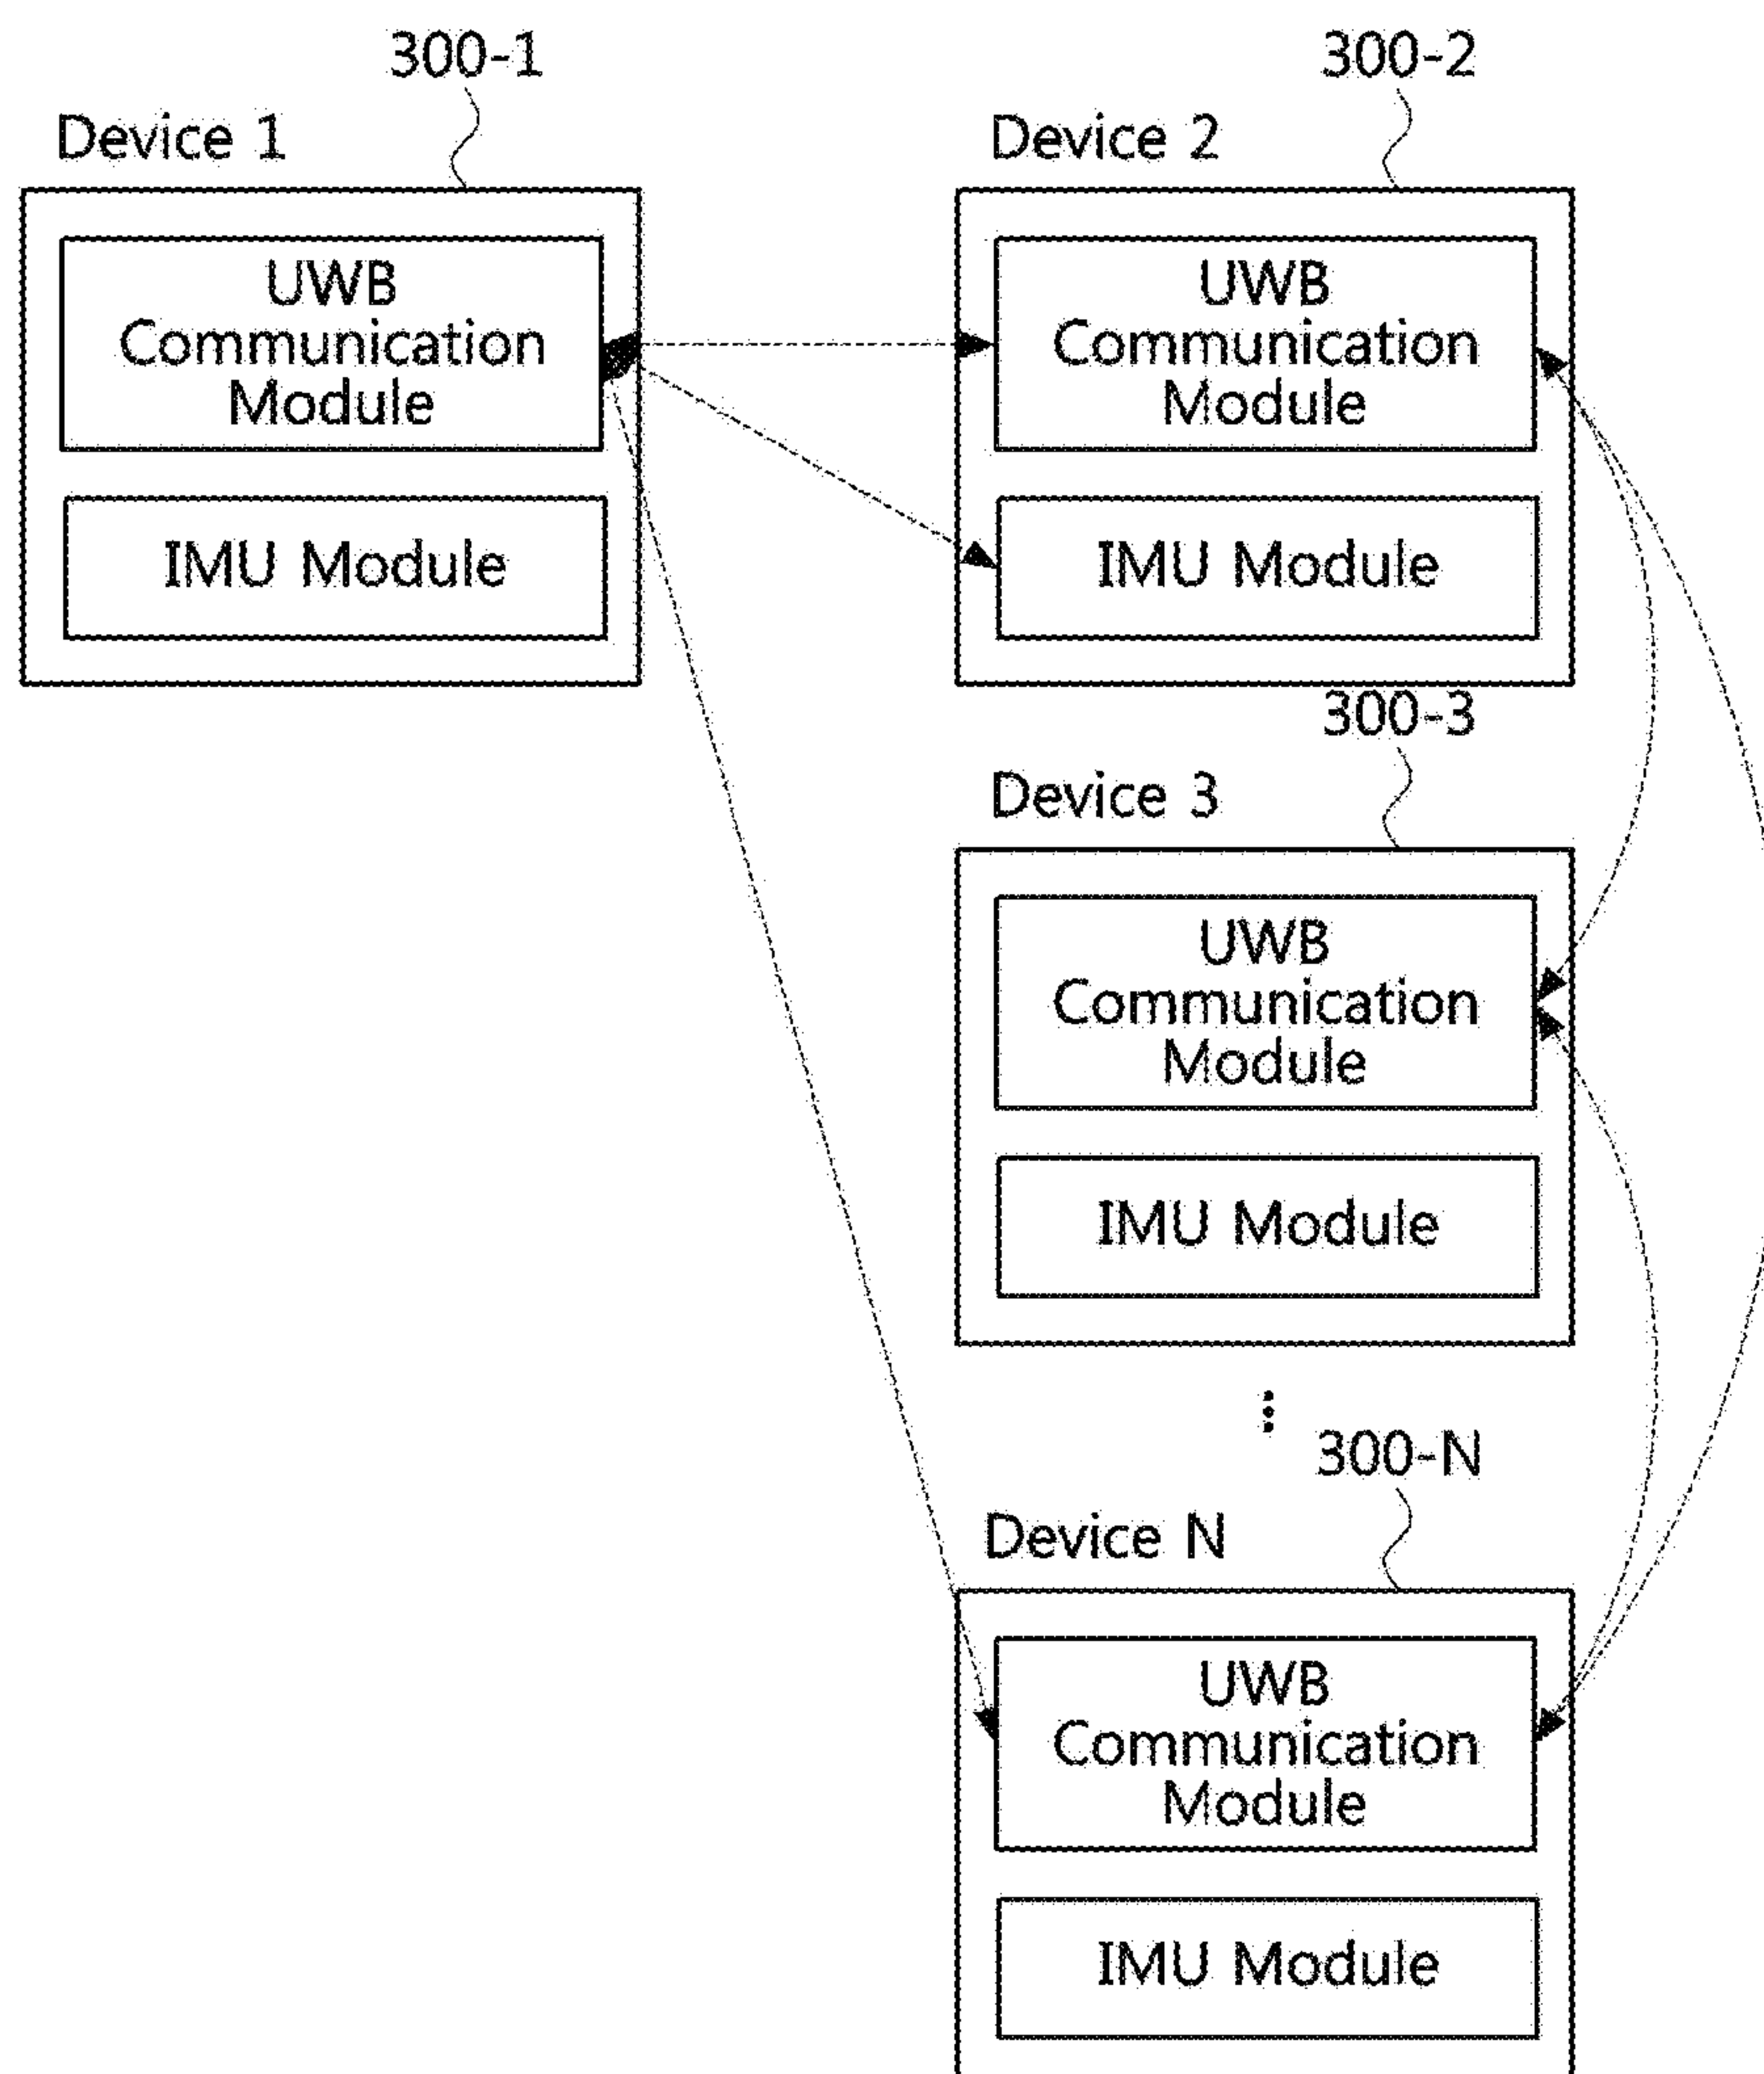 300-1
Device 1
UWB
Communication
Module
IMU Module
300-2
Device 2
UWB
Communication
Module
IMU Module
300-3
Device 3
UWB
Communication
Module
IMU Module
300-N
Device N
UWB
Communication
Module
IMU Module